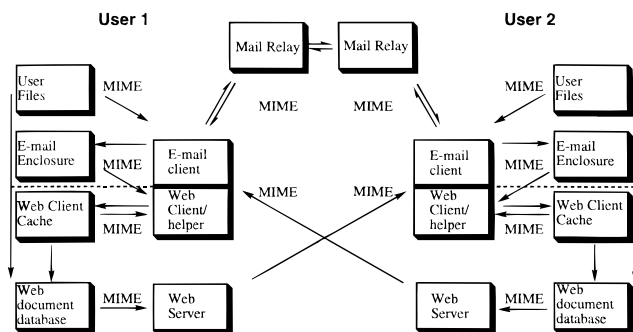 User 1
User 2
Mail Relay
Mail Relay
User
Files
MIME
MIME
MIME
MIME
User
Files
E-mail
Enclosure
E-mail
client
E-mail
client
E-mail
Enclosure
MIME
MIME
MIME
MIME
Web Client
Cache
Web
Client/
helper
Web
Client/
helper
Web Client
Cache
MIME
MIME
Web
document
database
MIME
Web
Server
Web
Server
MIME
Web
document
database